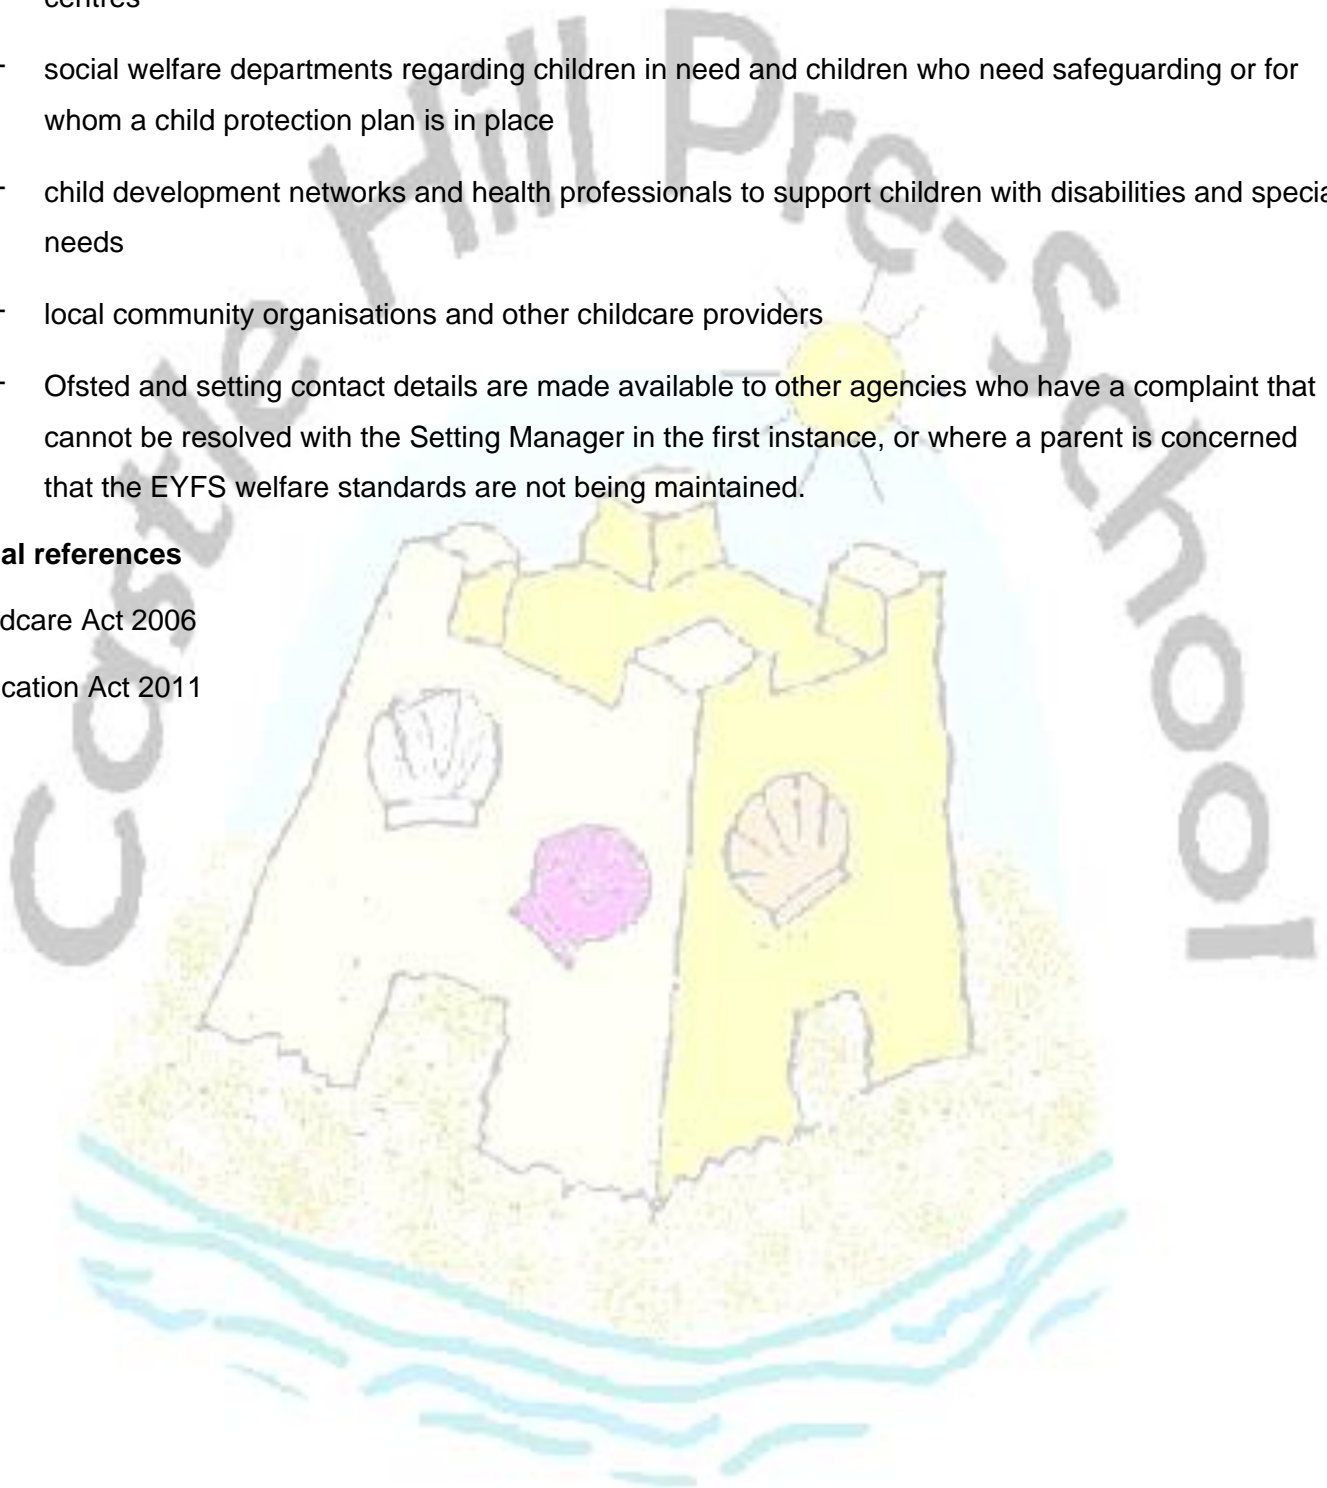 centres
- social welfare departments regarding children in need and children who need safeguarding or for
whom a child protection plan is in place
- child development networks and health professionals to support children with disabilities and specia
needs
- local community organisations and other childcare providers
- Ofsted and setting contact details are made available to other agencies who have a complaint that
cannot be resolved with the Setting Manager in the first instance, or where a parent is concerned
that the EYFS welfare standards are not being maintained.
al references
dcare Act 2006
cation Act 2011
Castle Hill Pre-School